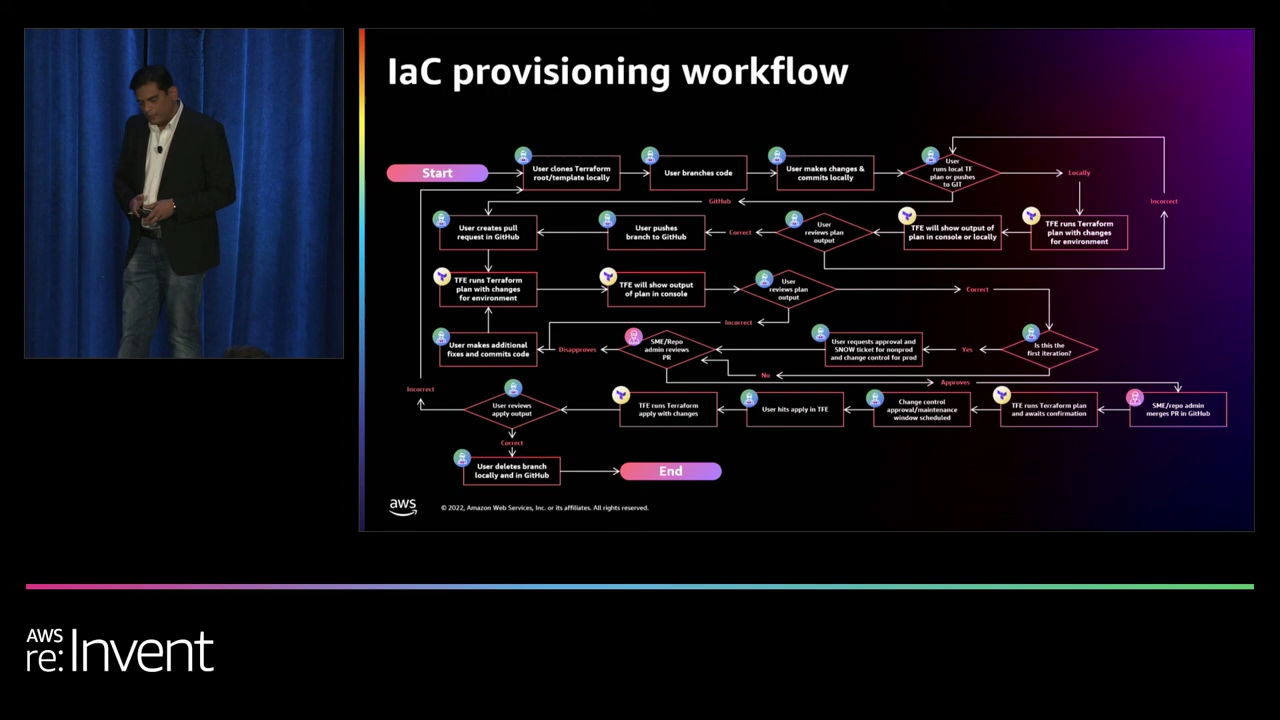 IaC provisioning workflow
Start
User clones Terraform
root/template locally
User branches code
User makes changes &
commits locally
User
runs local TF
plan or pushes
to GIT
Locally
Incorrect
GitHub
User creates pull
request in GitHub
User pushes
branch to GitHub
Correct
User
reviews plan
output
TFE will show output of
plan in console or locally
TFE runs Terraform
plan with changes
for environment
TFE runs Terraform
plan with changes
for environment
TFE will show output
of plan in console
User
reviews plan
output
Correct
Incorrect
User makes additional
fixes and commits code
Disapproves
SME/Repo
admin reviews
PR
User requests approval and
SNOW ticket for nonprod
and change control for prod
Yes
Is this the
first iteration?
No
Approves
Incorrect
User reviews
apply output
TFE runs Terraform
apply with changes
User hits apply in TFE
Change control
approval/maintenance
window scheduled
TFE runs Terraform plan
and awaits confirmation
SME/repo admin
merges PR in GitHub
Correct
User deletes branch
locally and in GitHub
End
aws
© 2022, Amazon Web Services, Inc. or its affiliates. All rights reserved.
AWS
re:Invent